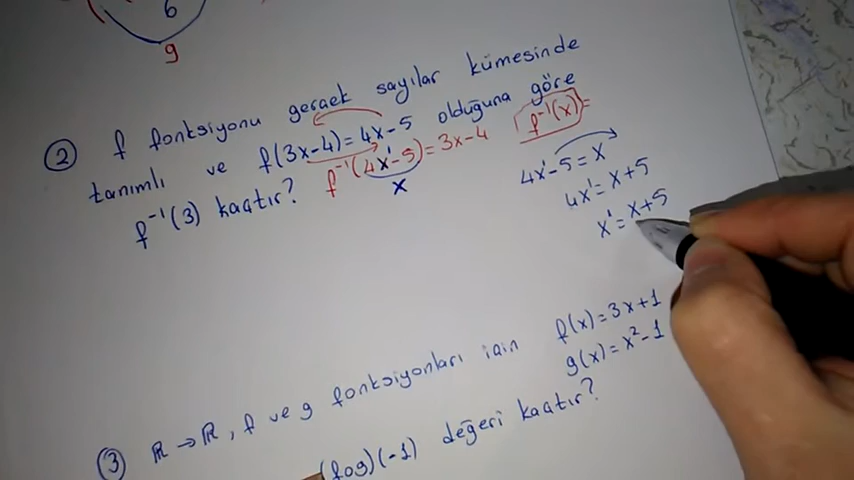 6
g
2 f fonksiyonu gerçek sayılar kümesinde
tanımlı ve f(3x-4)=4x-5 olduğuna göre
f⁻¹(3) kaçtır? f⁻¹(4x'-5)=3x-4
x
f⁻¹(x)=
4x'-5=x
4x'=x+5
x'=x+5
3 ℝ→ℝ, f ve g fonksiyonları için f(x)=3x+1
g(x)=x²-1
(fog)(-1) değeri kaçtır?